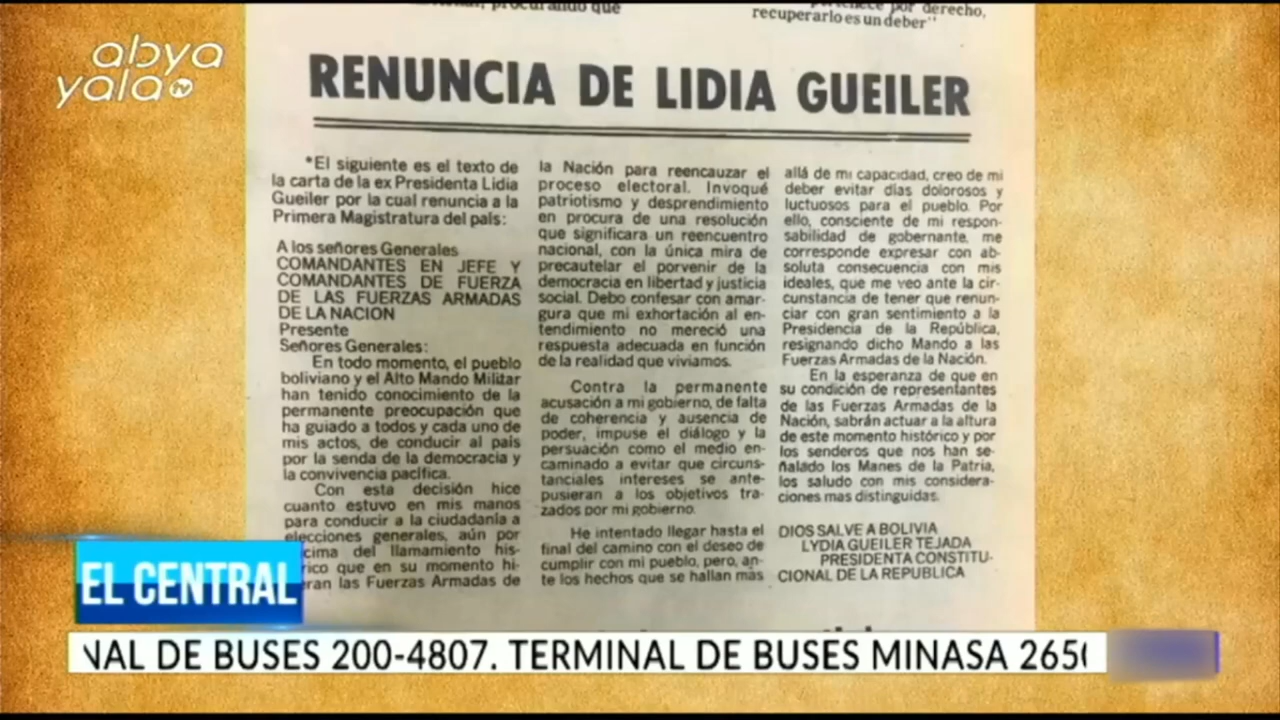 abya
yala tv
recional, procurando que
pertenece por derecho,
recuperarlo es un deber"
RENUNCIA DE LIDIA GUEILER
*El siguiente es el texto de
la carta de la ex Presidenta Lidia
Gueiler por la cual renuncia a la
Primera Magistratura del país:
A los señores Generales
COMANDANTES EN JEFE Y
COMANDANTES DE FUERZA
DE LAS FUERZAS ARMADAS
DE LA NACION
Presente
Señores Generales:
En todo momento, el pueblo
boliviano y el Alto Mando Militar
han tenido conocimiento de la
permanente preocupación que
ha guiado a todos y cada uno de
mis actos, de conducir al país
por la senda de la democracia y
la convivencia pacífica.
Con esta decisión hice
cuanto estuvo en mis manos
para conducir a la ciudadanía a
elecciones generales, aún por
cima del llamamiento his-
rico que en su momento hi-
eran las Fuerzas Armadas de
la Nación para reencauzar el
proceso electoral. Invoqué
patriotismo y desprendimiento
en procura de una resolución
que significara un reencuentro
nacional, con la única mira de
precautelar el porvenir de la
democracia en libertad y justicia
social. Debo confesar con amar-
gura que mi exhortación al en-
tendimiento no mereció una
respuesta adecuada en función
de la realidad que viviamos.
Contra la permanente
acusación a mi gobierno, de falta
de coherencia y ausencia de
poder, impuse el diálogo y la
persuación como el medio en-
caminado a evitar que circuns-
tanciales intereses se ante-
pusieran a los objetivos tra-
zados por mi gobierno.
He intentado llegar hasta el
final del camino con el deseo de
cumplir con mi pueblo, pero, an-
te los hechos que se hallan más
allá de mi capacidad, creo de mi
deber evitar días dolorosos y
luctuosos para el pueblo. Por
ello, consciente de mi respon-
sabilidad de gobernante, me
corresponde expresar con ab-
soluta consecuencia con mis
ideales, que me veo ante la cir-
cunstancia de tener que renun-
ciar con gran sentimiento a la
Presidencia de la República,
resignando dicho Mando a las
Fuerzas Armadas de la Nación.
En la esperanza de que en
su condición de representantes
de las Fuerzas Armadas de la
Nación, sabrán actuar a la altura
de este momento histórico y por
los senderos que nos han se-
ñalado los Manes de la Patria,
los saludo con mis considera-
ciones mas distinguidas.
DIOS SALVE A BOLIVIA
LYDIA GUEILER TEJADA
PRESIDENTA CONSTITU-
CIONAL DE LA REPUBLICA
EL CENTRAL
NAL DE BUSES 200-4807. TERMINAL DE BUSES MINASA 265